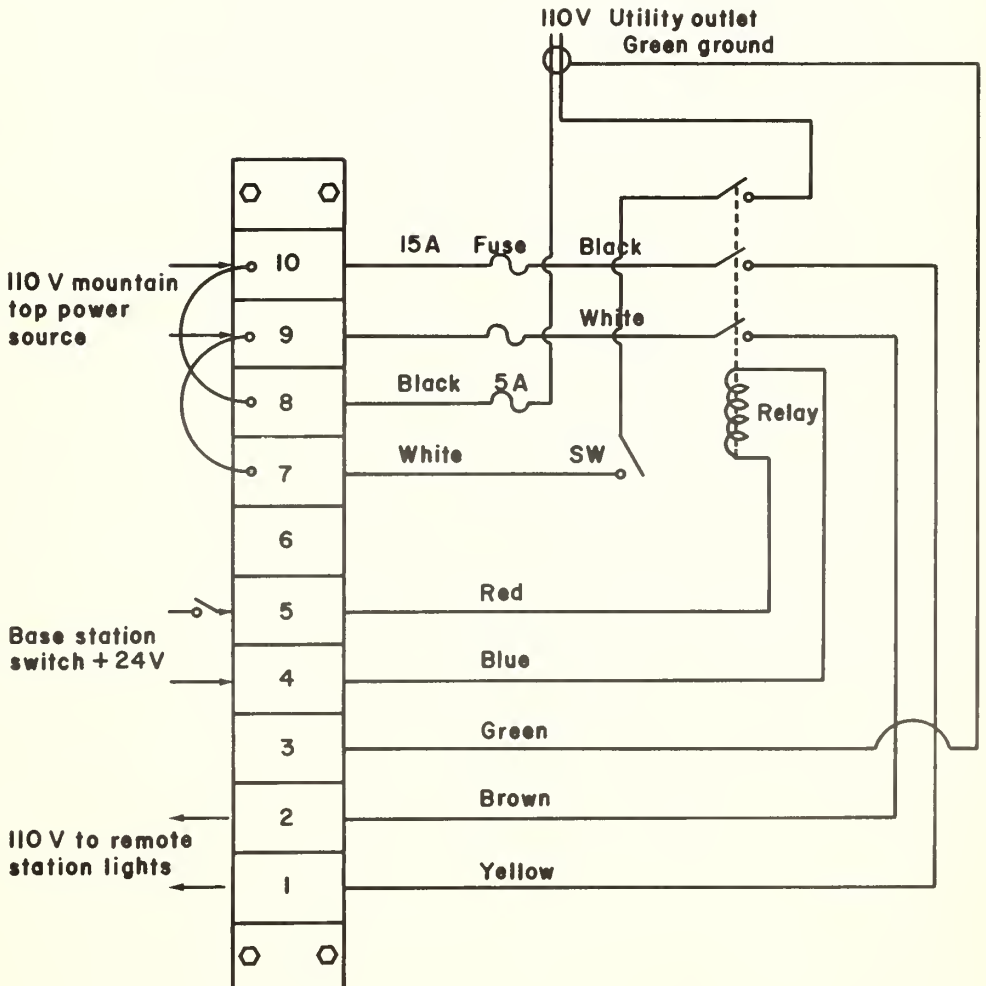 110V Utility outlet
Green ground
10
15A Fuse Black
110 V mountain
top power
source
9
White
8
Black 5A
Relay
7
White SW
6
5
Red
Base station
switch + 24V
4
Blue
3
Green
2
Brown
110 V to remote
station lights
1
Yellow